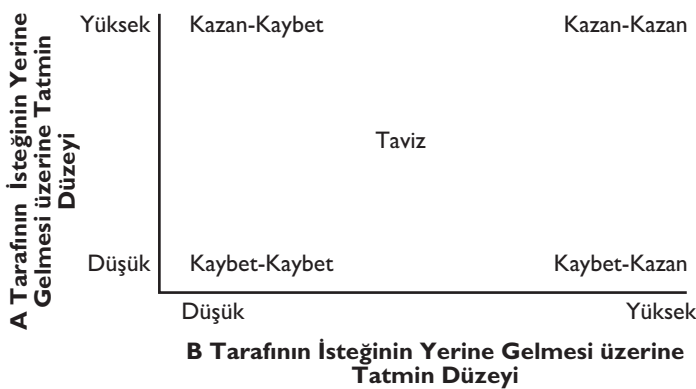 A Tarafının İsteğinin Yerine
Gelmesi üzerine Tatmin
Düzeyi
Yüksek
Kazan-Kaybet
Kazan-Kazan
Taviz
Düşük
Kaybet-Kaybet
Kaybet-Kazan
Düşük
Yüksek
B Tarafının İsteğinin Yerine Gelmesi üzerine
Tatmin Düzeyi